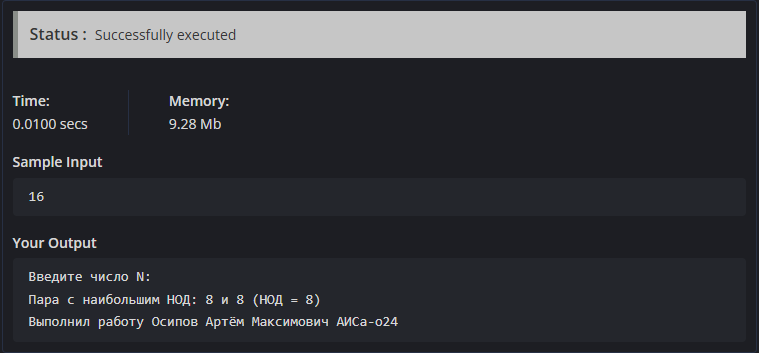 Status : Successfully executed
Time:
0.0100 secs
Memory:
9.28 Mb
Sample Input
16
Your Output
Введите число N:
Пара с наибольшим НОД: 8 и 8 (НОД = 8)
Выполнил работу Осипов Артём Максимович АИСа-о24